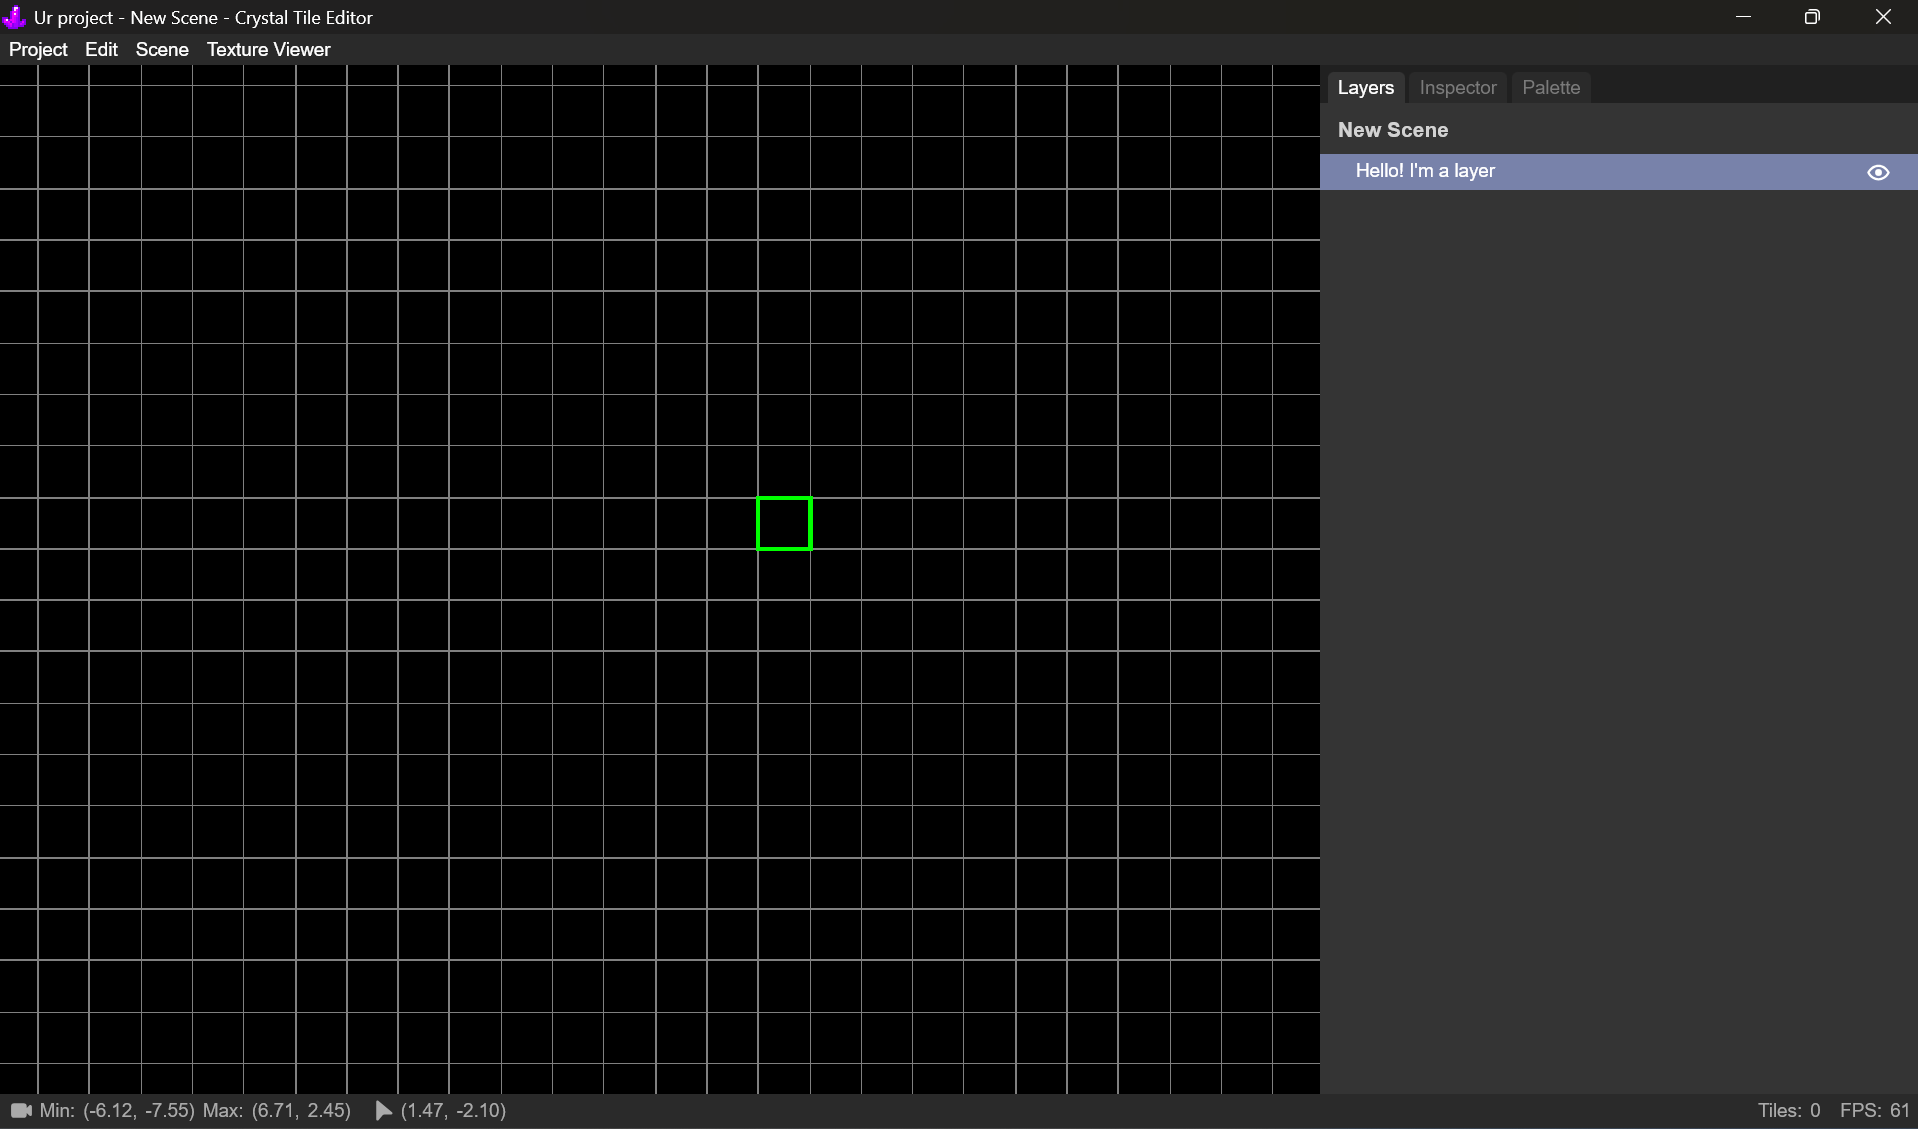 Ur project - New Scene - Crystal Tile Editor
Project Edit Scene Texture Viewer
Layers Inspector Palette
New Scene
Hello! I'm a layer
Min: (-6.12, -7.55) Max: (6.71, 2.45) (1.47, -2.10) Tiles: 0 FPS: 61